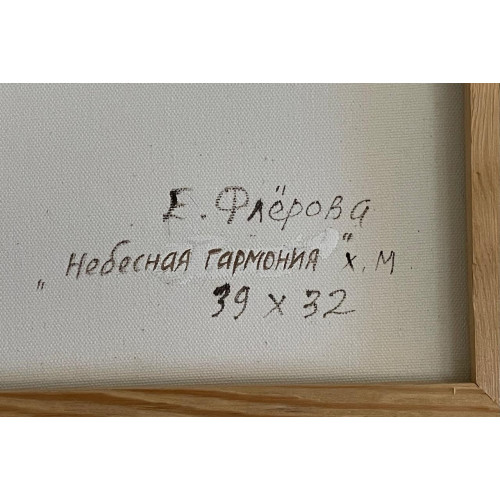 Е. Флёрова
„Небесная гармония" х. м.
39 х 32